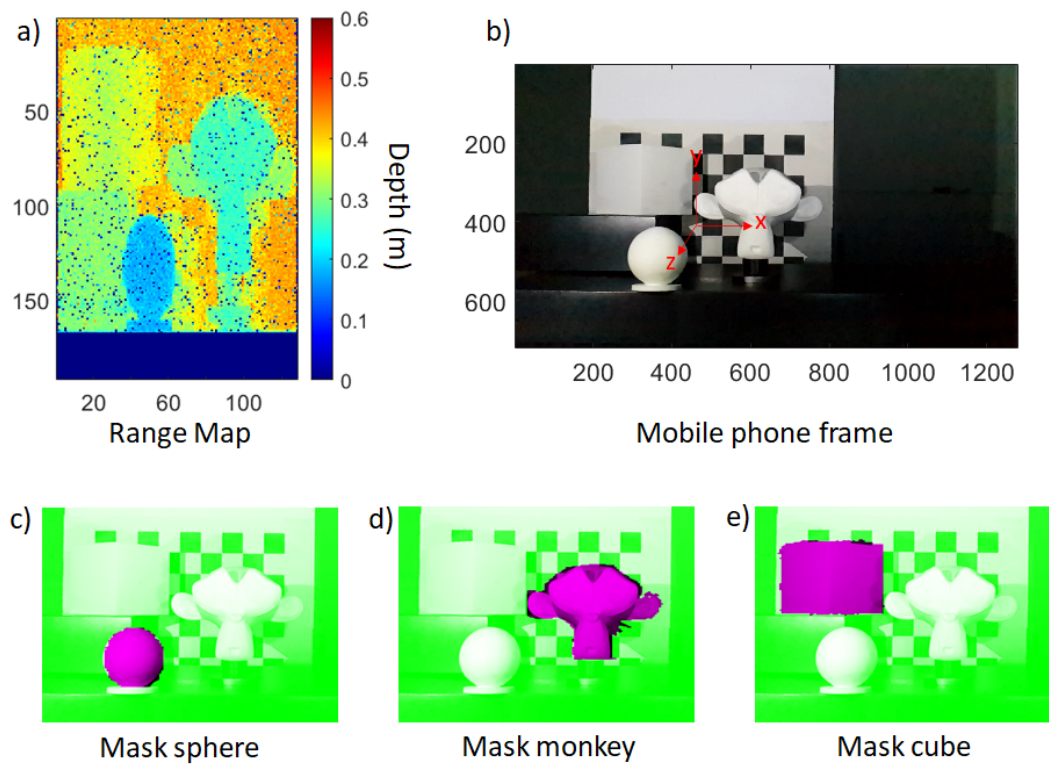 a)
0.6
0.5
0.4
0.3
0.2
0.1
0
Depth (m)
50
100
150
20 60 100
Range Map
b)
200
400
600
y
x
z
200 400 600 800 1000 1200
Mobile phone frame
c)
Mask sphere
d)
Mask monkey
e)
Mask cube